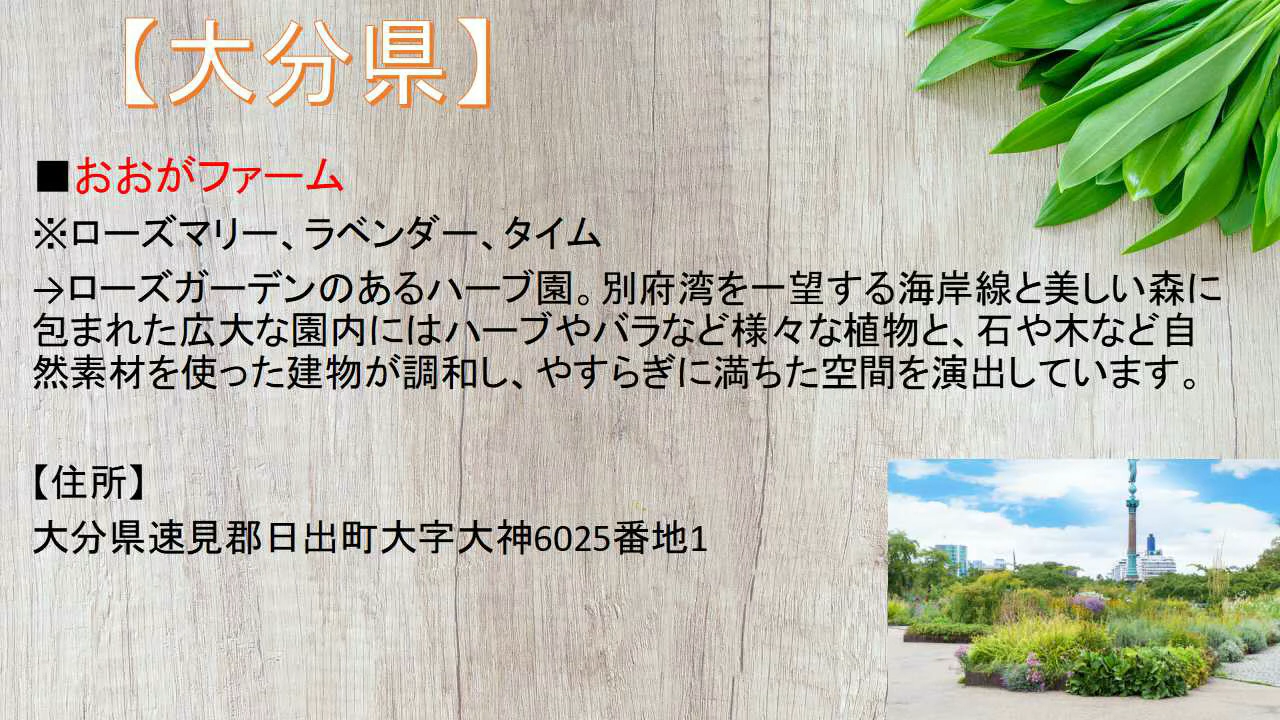 【大分県】
■おおがファーム
※ローズマリー、ラベンダー、タイム
→ローズガーデンのあるハーブ園。別府湾を一望する海岸線と美しい森に
包まれた広大な園内にはハーブやバラなど様々な植物と、石や木など自
然素材を使った建物が調和し、やすらぎに満ちた空間を演出しています。
【住所】
大分県速見郡日出町大字大神6025番地1